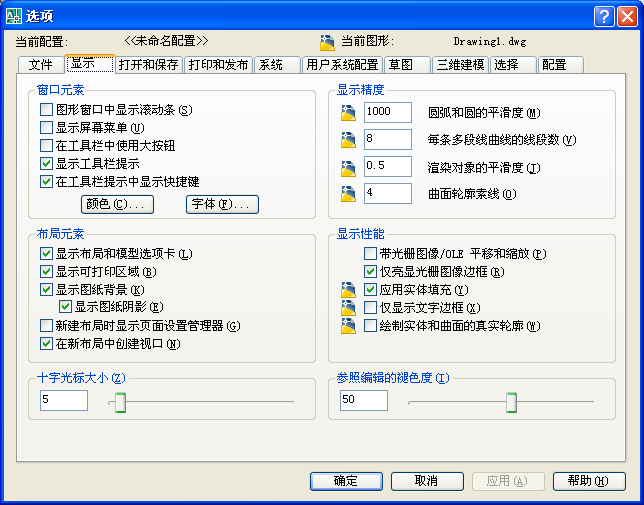 选项
当前配置: <<未命名配置>> 当前图形: Drawing1.dwg
文件 显示 打开和保存 打印和发布 系统 用户系统配置 草图 三维建模 选择 配置
窗口元素
图形窗口中显示滚动条(S)
显示屏幕菜单(U)
在工具栏中使用大按钮
显示工具栏提示
在工具栏提示中显示快捷键
颜色(C)... 字体(F)...
显示精度
1000 圆弧和圆的平滑度(M)
8 每条多段线曲线的线段数(V)
0.5 渲染对象的平滑度(J)
4 曲面轮廓素线(O)
布局元素
显示布局和模型选项卡(L)
显示可打印区域(B)
显示图纸背景(K)
显示图纸阴影(E)
新建布局时显示页面设置管理器(G)
在新布局中创建视口(N)
显示性能
带光栅图像/OLE 平移和缩放(P)
仅亮显光栅图像边框(R)
应用实体填充(Y)
仅显示文字边框(X)
绘制实体和曲面的真实轮廓(W)
十字光标大小(Z)
5
参照编辑的褪色度(I)
50
确定 取消 应用(A) 帮助(H)